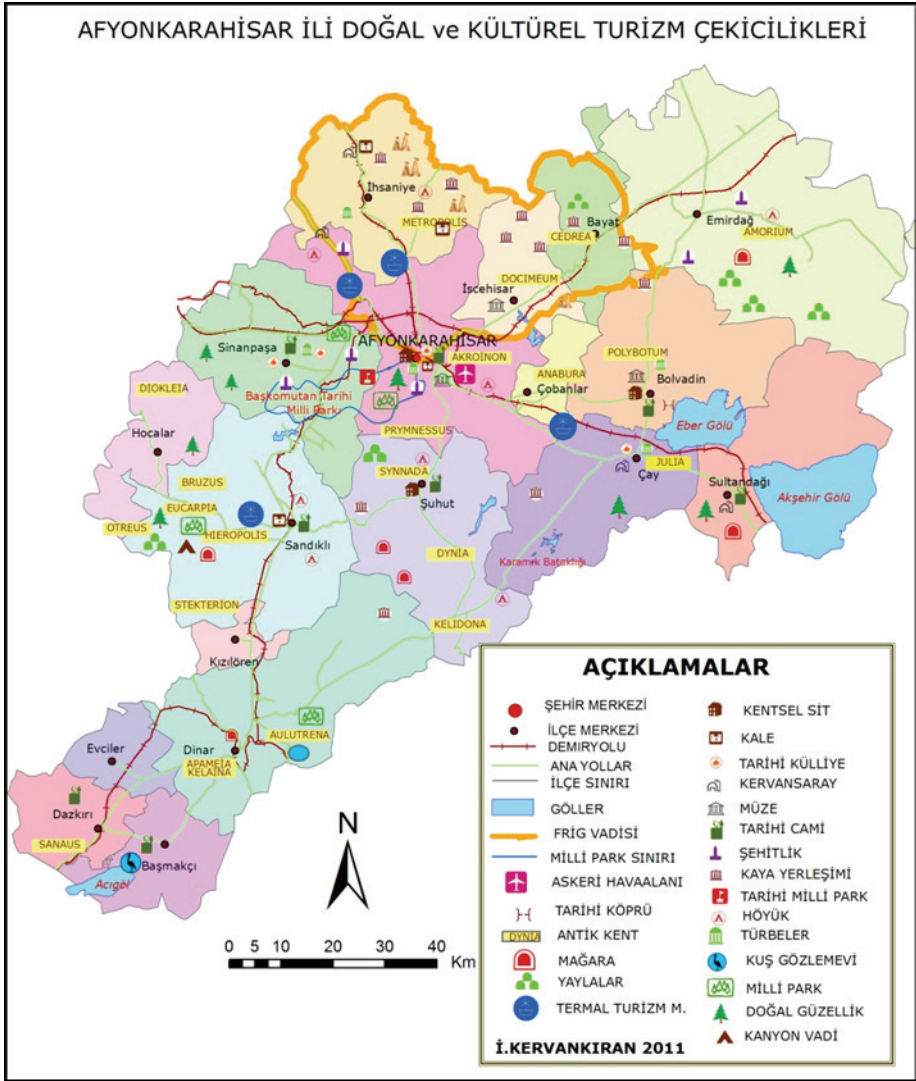 AFYONKARAHİSAR İLİ DOĞAL ve KÜLTÜREL TURİZM ÇEKİCİLİKLERİ
İhsaniye
METROPOLİS
Bayat
CEDREA
Emirdağ
AMORIUM
DOCIMEUM
İscehisar
AFYONKARAHİSAR
Sinanpaşa
AKROİNON
POLYBOTUM
ANABURA
Çobanlar
Bolvadin
DIOKLEIA
Başkomutan Tarihi
Milli Parkı
Eber Gölü
Hocalar
PRYMNESSUS
JULIA
Çay
BRUZUS
SYNNADA
Şuhut
Sultandağı
Akşehir Gölü
EUCARPIA
OTREUS
HIEROPOLİS
Sandıklı
DYNİA
Karamık Bataklığı
STEKTERION
KELIDONA
Kızılören
AULUTRENA
Evciler
Dinar
APAMEİA
KELAINA
Dazkırı
SANAUS
Başmakçı
Acıgöl
N
0 5 10 20 30 40
Km
AÇIKLAMALAR
ŞEHİR MERKEZİ
İLÇE MERKEZİ
DEMİRYOLU
ANA YOLLAR
İLÇE SINIRI
GÖLLER
FRİG VADİSİ
MİLLİ PARK SINIRI
ASKERİ HAVAALANI
TARİHİ KÖPRÜ
DYNİA
ANTİK KENT
MAĞARA
YAYLALAR
TERMAL TURİZM M.
KENTSEL SİT
KALE
TARİHİ KÜLLİYE
KERVANSARAY
MÜZE
TARİHİ CAMİ
ŞEHİTLİK
KAYA YERLEŞİMİ
TARİHİ MİLLİ PARK
HÖYÜK
TÜRBELER
KUŞ GÖZLEMEVİ
MİLLİ PARK
DOĞAL GÜZELLİK
KANYON VADİ
İ.KERVANKIRAN 2011